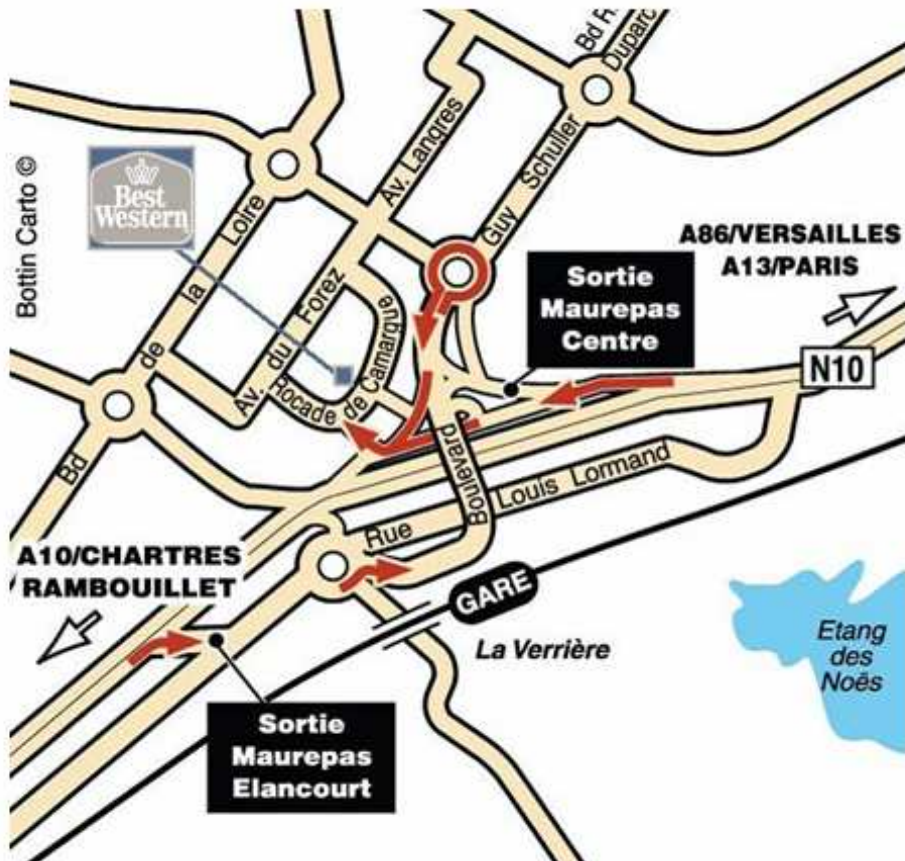 Bd R.
Duparc
Av. Langres
Guy Schuller
Bottin Carto ©
Best
Western
Bd de la Loire
A86/VERSAILLES
A13/PARIS
Sortie
Maurepas
Centre
Av. du Forez
Rocade de Camargue
N10
Boulevard
Rue Louis Lormand
A10/CHARTRES
RAMBOUILLET
GARE
La Verrière
Etang
des
Noës
Sortie
Maurepas
Elancourt